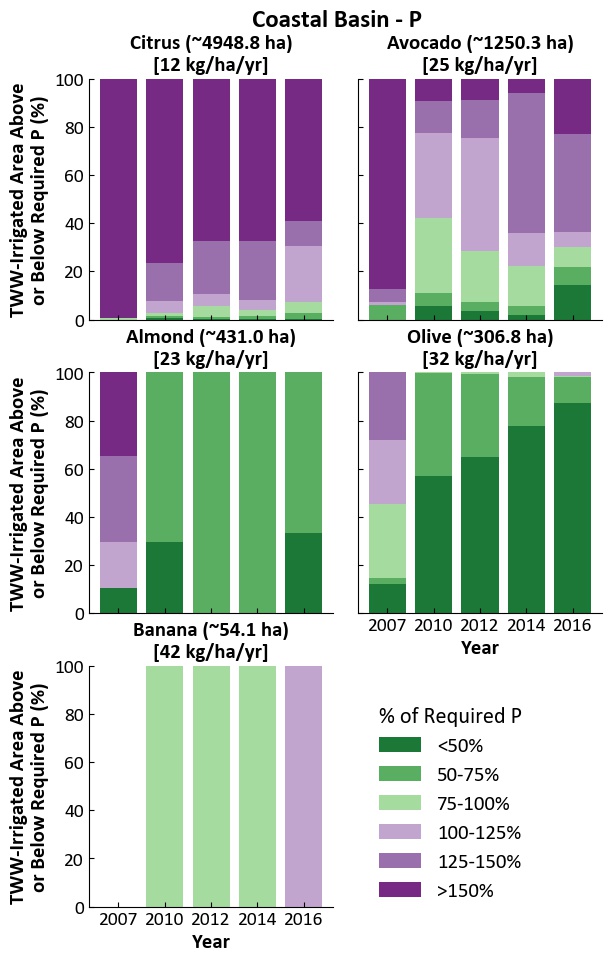 Coastal Basin - P
Citrus (~4948.8 ha)
[12 kg/ha/yr]
Avocado (~1250.3 ha)
[25 kg/ha/yr]
TWW-Irrigated Area Above
or Below Required P (%)
100
80
60
40
20
0
Almond (~431.0 ha)
[23 kg/ha/yr]
Olive (~306.8 ha)
[32 kg/ha/yr]
TWW-Irrigated Area Above
or Below Required P (%)
100
80
60
40
20
0
2007 2010 2012 2014 2016
Year
Banana (~54.1 ha)
[42 kg/ha/yr]
TWW-Irrigated Area Above
or Below Required P (%)
100
80
60
40
20
0
2007 2010 2012 2014 2016
Year
% of Required P
<50%
50-75%
75-100%
100-125%
125-150%
>150%